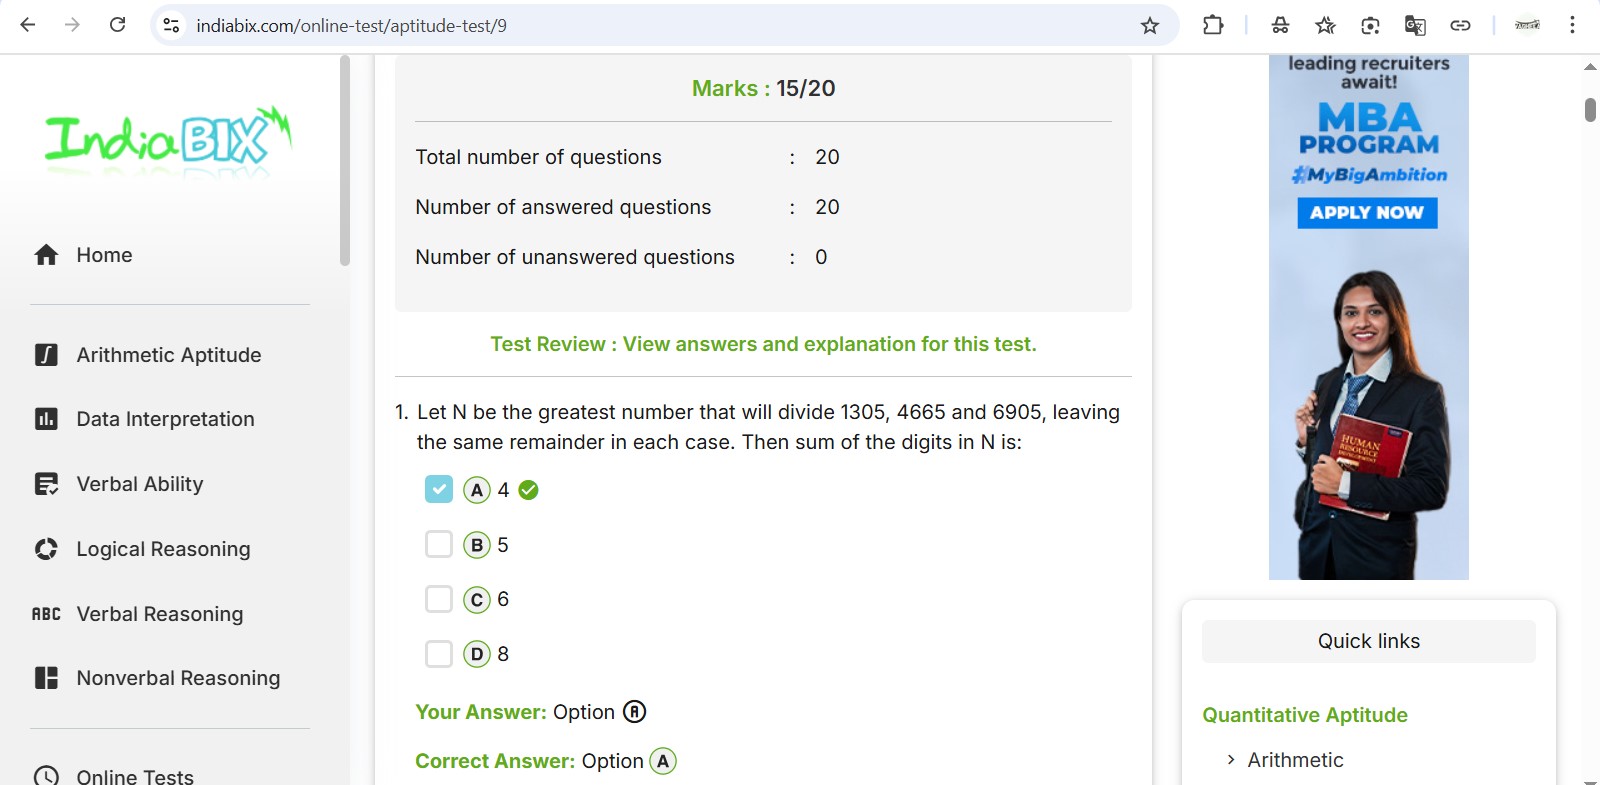 indiabix.com/online-test/aptitude-test/9
IndiaBIX
Home
Arithmetic Aptitude
Data Interpretation
Verbal Ability
Logical Reasoning
ABC Verbal Reasoning
Nonverbal Reasoning
Online Tests
Marks : 15/20
Total number of questions : 20
Number of answered questions : 20
Number of unanswered questions : 0
Test Review : View answers and explanation for this test.
1. Let N be the greatest number that will divide 1305, 4665 and 6905, leaving
the same remainder in each case. Then sum of the digits in N is:
A 4
B 5
C 6
D 8
Your Answer: Option A
Correct Answer: Option A
leading recruiters
await!
MBA
PROGRAM
#MyBigAmbition
APPLY NOW
HUMAN
RESOURCE
DEVELOPMENT
Quick links
Quantitative Aptitude
> Arithmetic